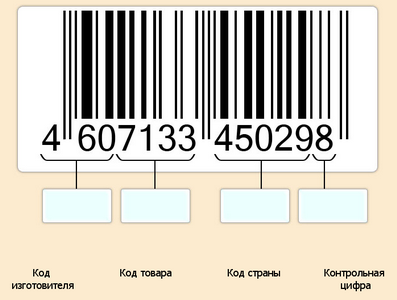 4 607133 450298
Код изготовителя
Код товара
Код страны
Контрольная цифра